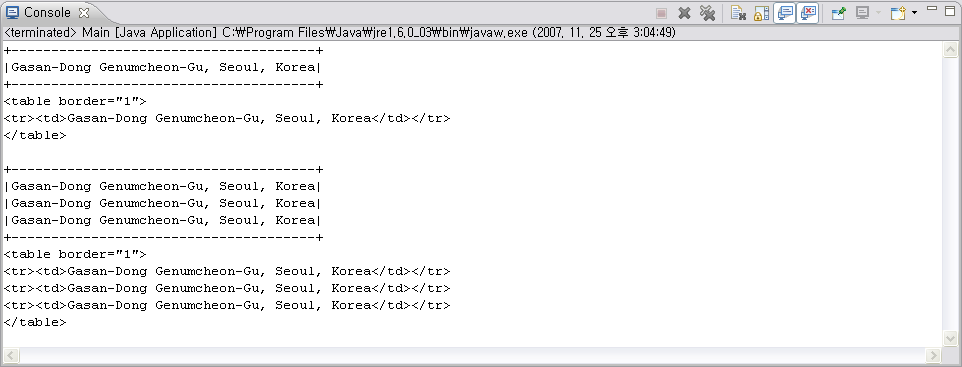 Console
<terminated> Main [Java Application] C:₩Program Files₩Java₩jre1,6,0_03₩bin₩javaw,exe (2007, 11, 25 오후 3:04:49)
+--------------------------------------+
|Gasan-Dong Genumcheon-Gu, Seoul, Korea|
+--------------------------------------+
<table border="1">
<tr><td>Gasan-Dong Genumcheon-Gu, Seoul, Korea</td></tr>
</table>
+--------------------------------------+
|Gasan-Dong Genumcheon-Gu, Seoul, Korea|
|Gasan-Dong Genumcheon-Gu, Seoul, Korea|
|Gasan-Dong Genumcheon-Gu, Seoul, Korea|
+--------------------------------------+
<table border="1">
<tr><td>Gasan-Dong Genumcheon-Gu, Seoul, Korea</td></tr>
<tr><td>Gasan-Dong Genumcheon-Gu, Seoul, Korea</td></tr>
<tr><td>Gasan-Dong Genumcheon-Gu, Seoul, Korea</td></tr>
</table>